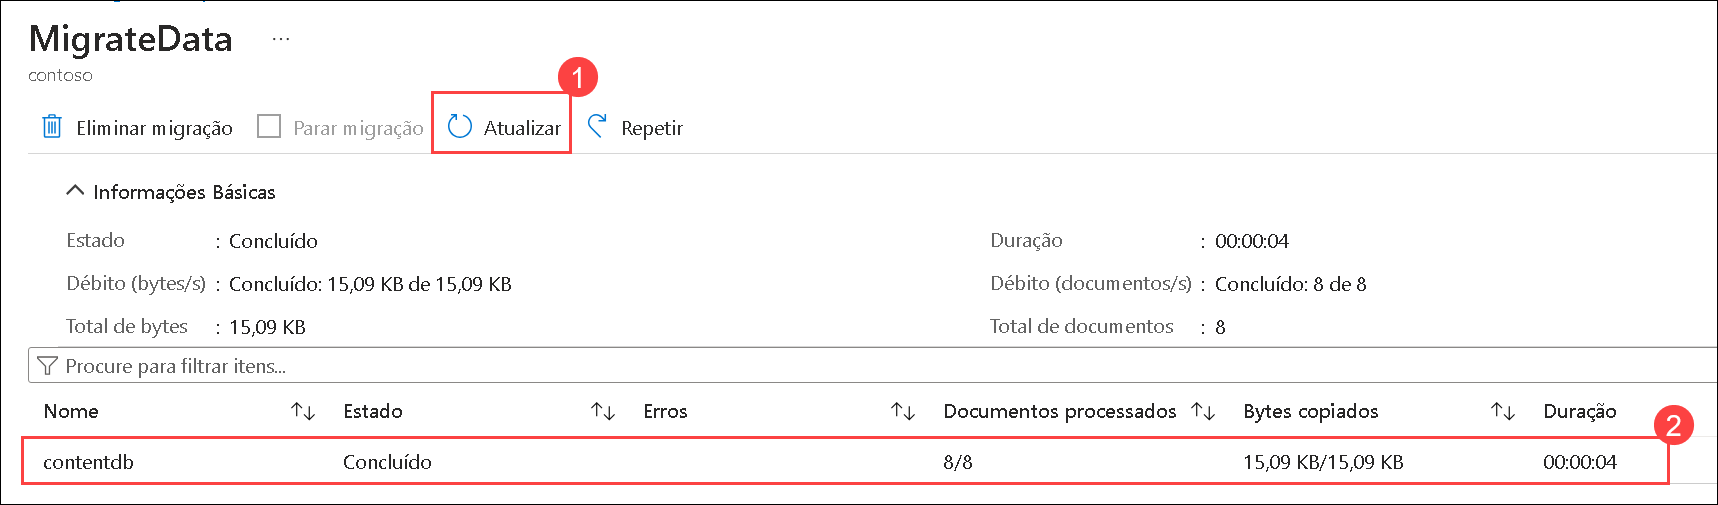 MigrateData ...
contoso
1
Eliminar migração Parar migração Atualizar Repetir
Informações Básicas
Estado : Concluído Duração : 00:00:04
Débito (bytes/s) : Concluído: 15,09 KB de 15,09 KB Débito (documentos/s) : Concluído: 8 de 8
Total de bytes : 15,09 KB Total de documentos : 8
Procure para filtrar itens...
Nome Estado Erros Documentos processados Bytes copiados Duração
2
contentdb Concluído 8/8 15,09 KB/15,09 KB 00:00:04